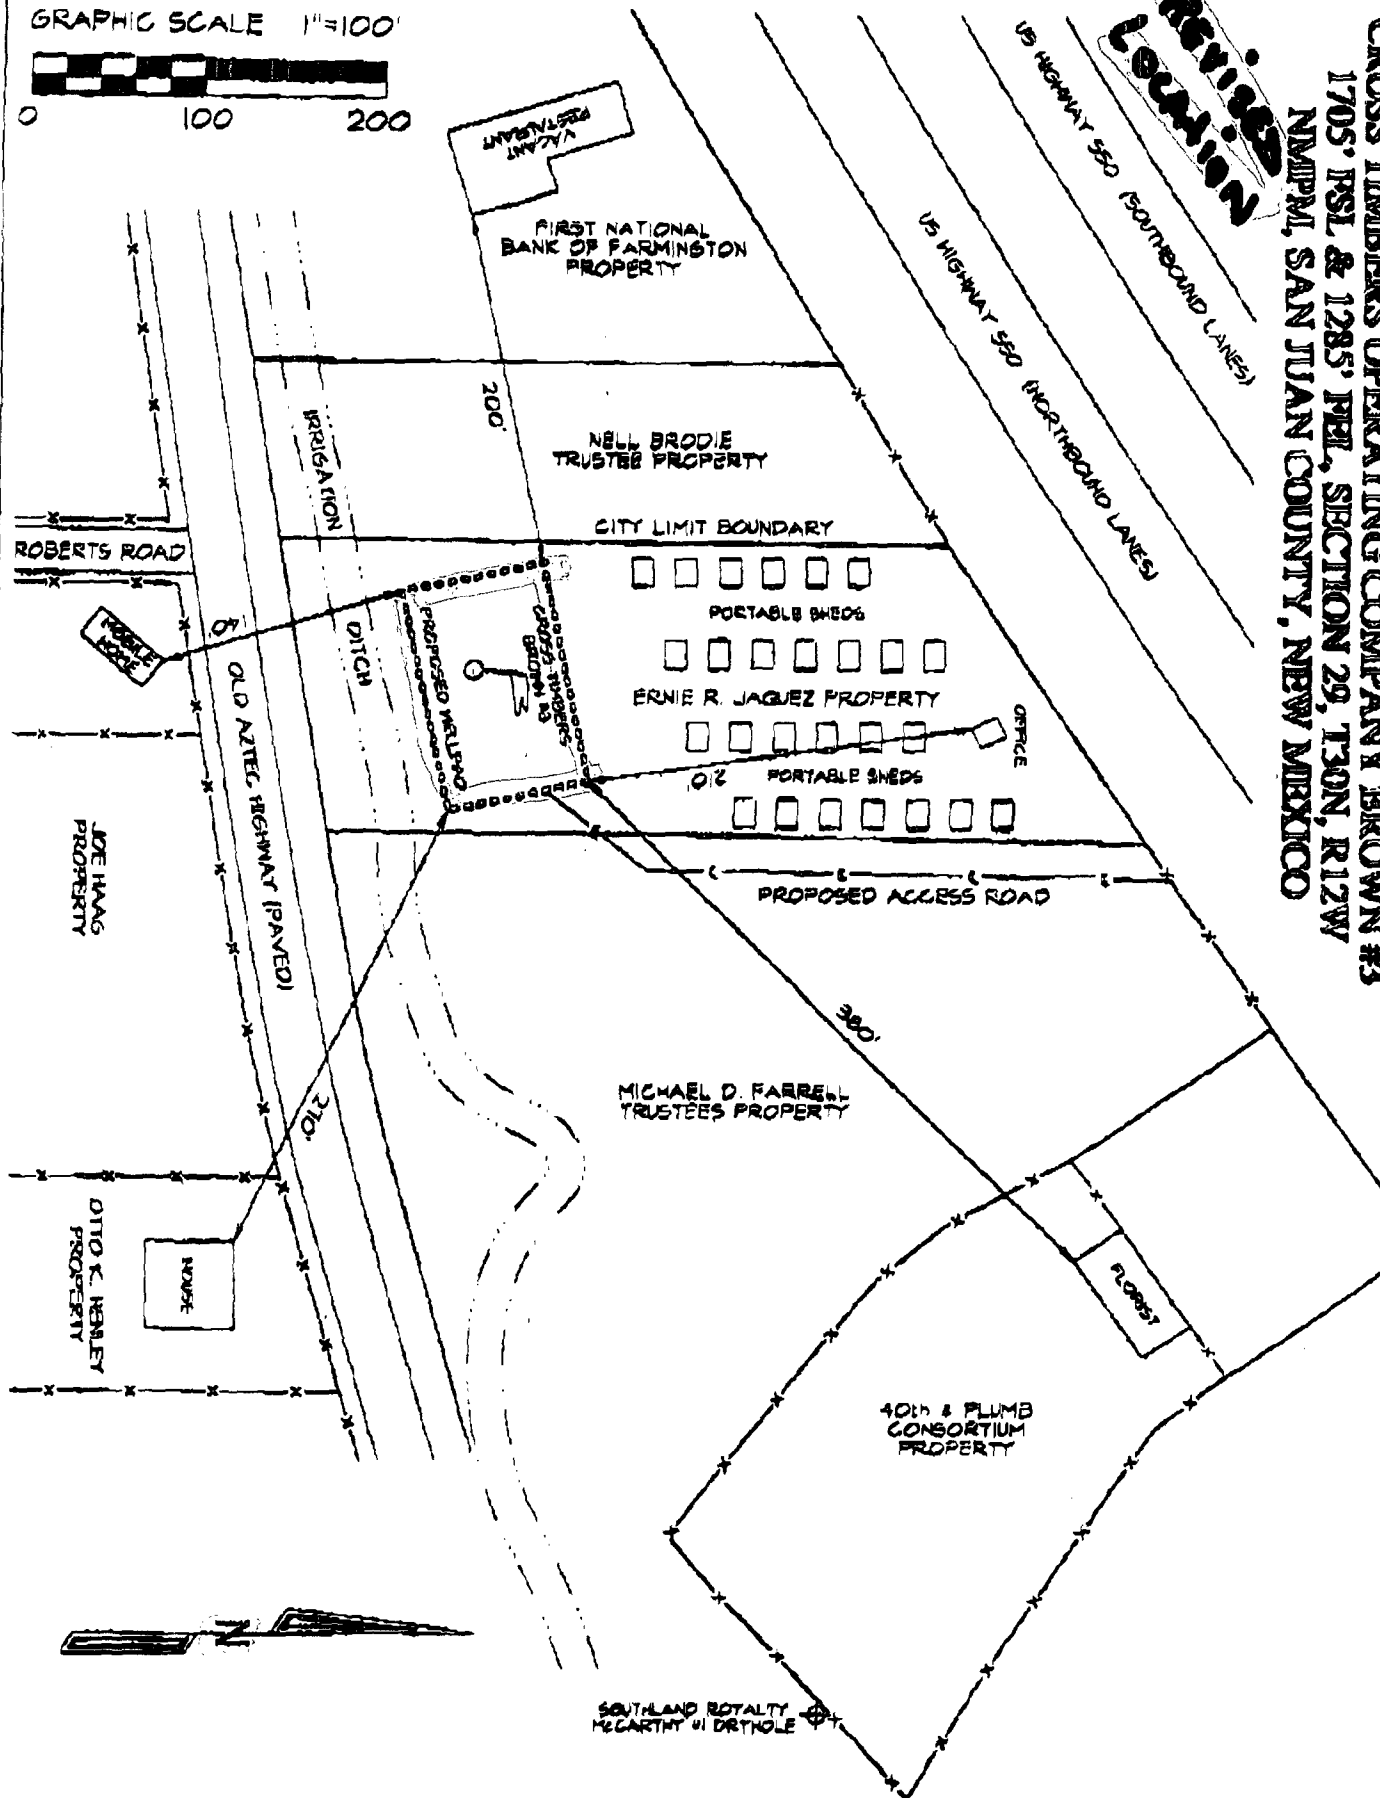 GRAPHIC SCALE 1"=100'
0 100 200
REVISED
LOCATION
CROSS TIMBERS OPERATING COMPANY BROWN #3
1705' FSL & 1285' FEL, SECTION 29, T30N, R12W
NMPM, SAN JUAN COUNTY, NEW MEXICO
US HIGHWAY 550 (SOUTHBOUND LANES)
US HIGHWAY 550 (NORTHBOUND LANES)
VACANT
RESTAURANT
FIRST NATIONAL
BANK OF FARMINGTON
PROPERTY
200'
IRRIGATION
DITCH
NELL BRODIE
TRUSTEE PROPERTY
CITY LIMIT BOUNDARY
ROBERTS ROAD
MOBILE
HOME
OLD AZTEC HIGHWAY (PAVED)
PROPOSED WELLPAD
CROSS TIMBERS
BROWN #3
PORTABLE SHEDS
ERNIE R. JAQUEZ PROPERTY
OFFICE
210'
PORTABLE SHEDS
PROPOSED ACCESS ROAD
JOE HAAG
PROPERTY
380'
MICHAEL D. FARRELL
TRUSTEES PROPERTY
FLORIST
OTTO K. HENLEY
PROPERTY
HOUSE
40th & PLUMB
CONSORTIUM
PROPERTY
N
SOUTHLAND ROYALTY
McCARTHY #1 DRYHOLE